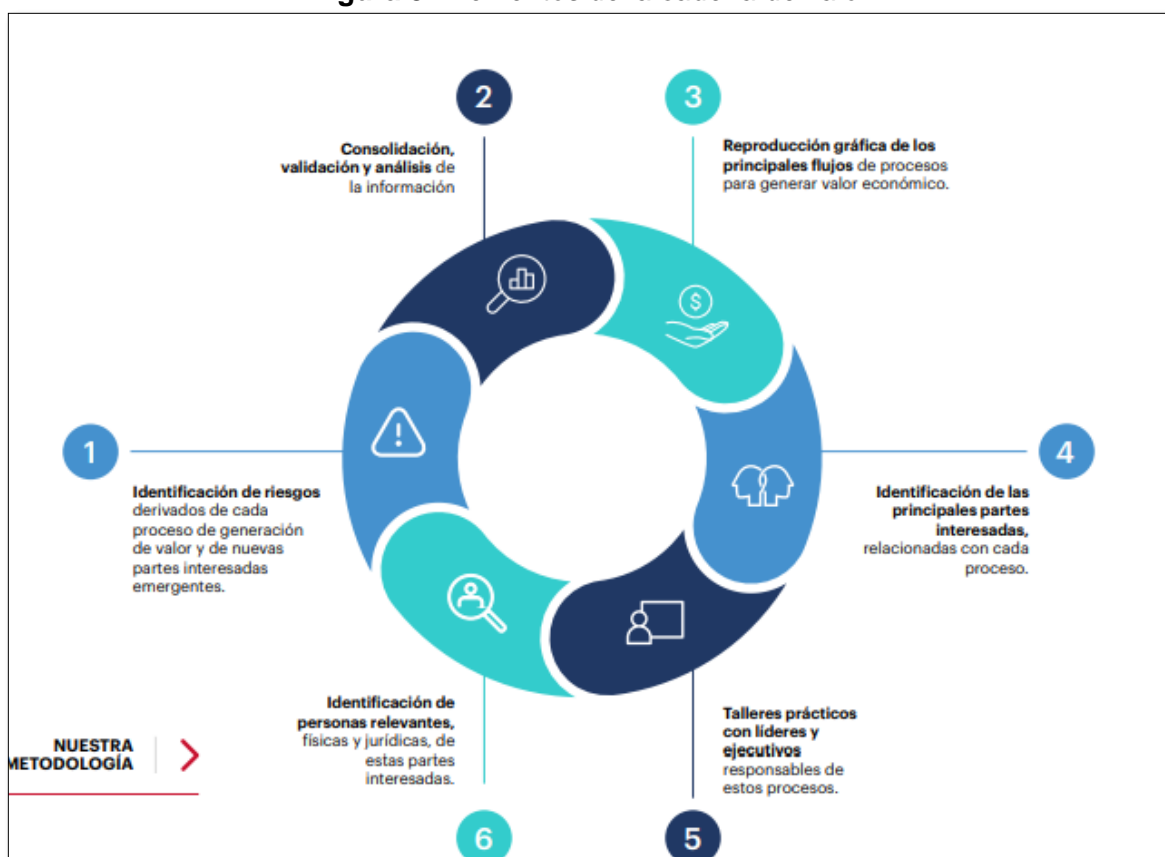 2
Consolidación,
validación y análisis de
la información
3
Reproducción gráfica de los
principales flujos de procesos
para generar valor económico.
$
1
Identificación de riesgos
derivados de cada
proceso de generación
de valor y de nuevas
partes interesadas
emergentes.
4
Identificación de las
principales partes
interesadas,
relacionadas con cada
proceso.
Identificación de
personas relevantes,
físicas y jurídicas, de
estas partes
interesadas.
6
Talleres prácticos
con líderes y
ejecutivos
responsables de
estos procesos.
5
NUESTRA
METODOLOGÍA